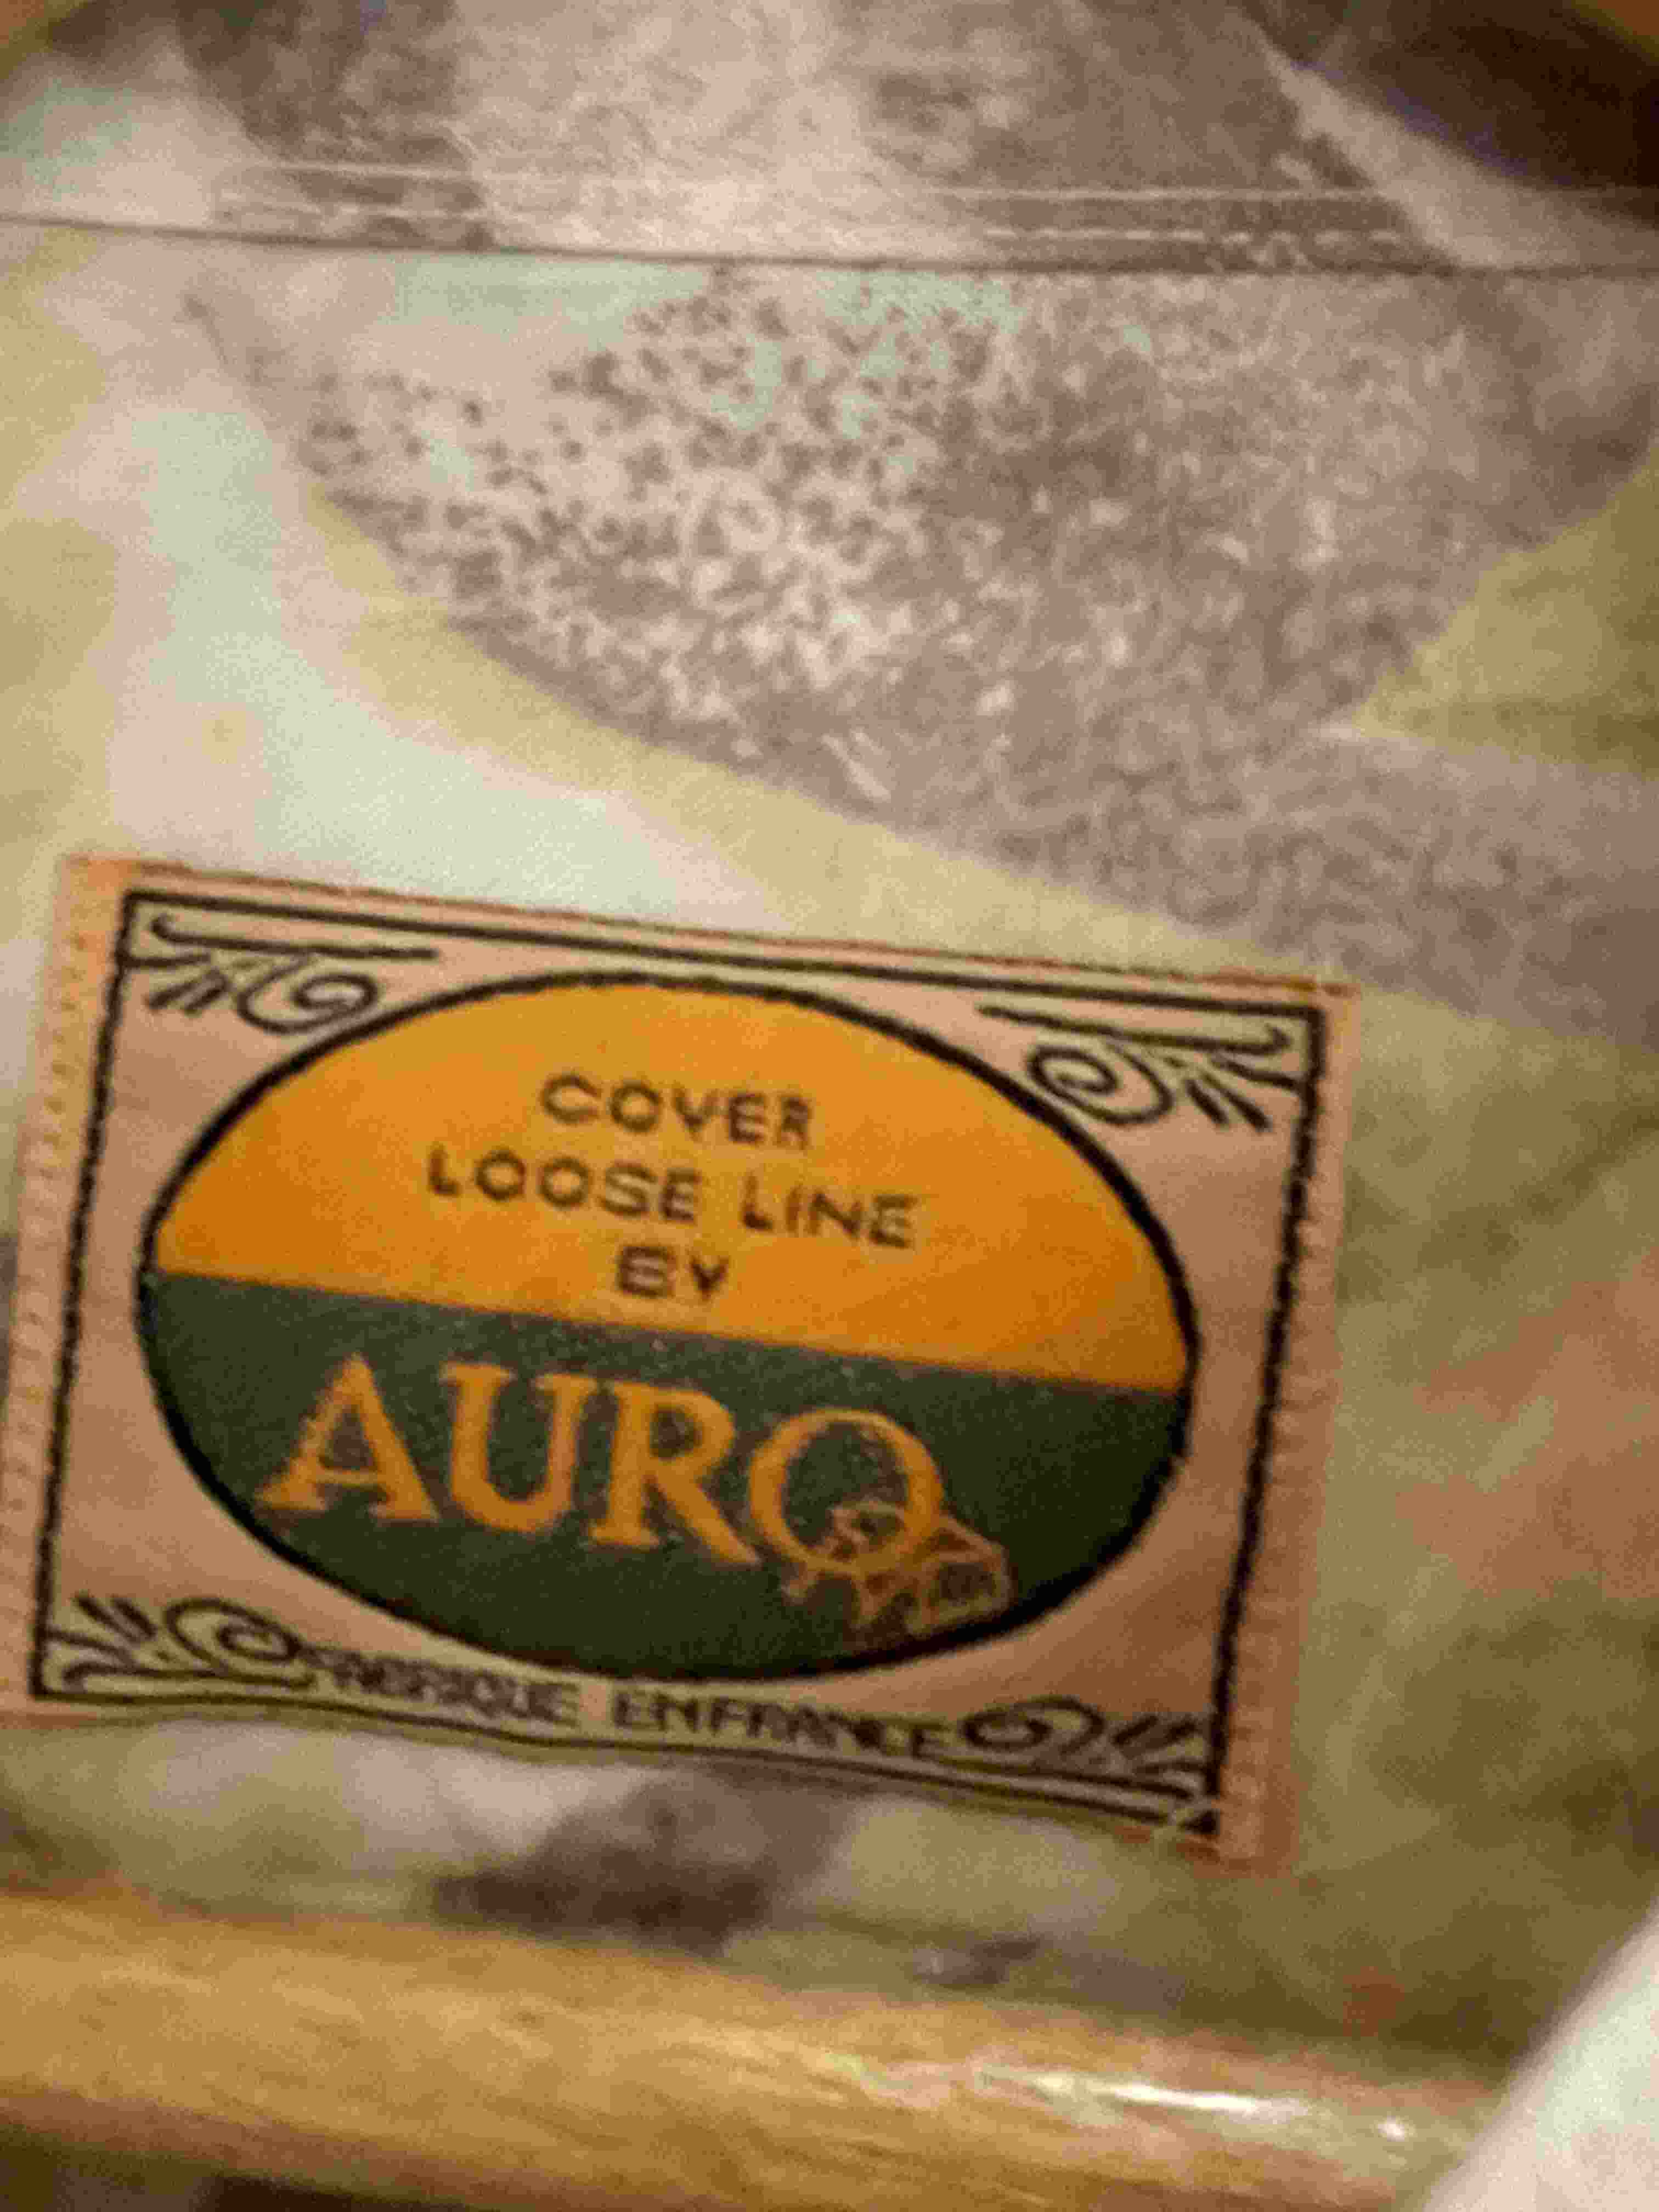 COVER
LOOSE LINE
BY
AURO
FABRIQUE EN FRANCE